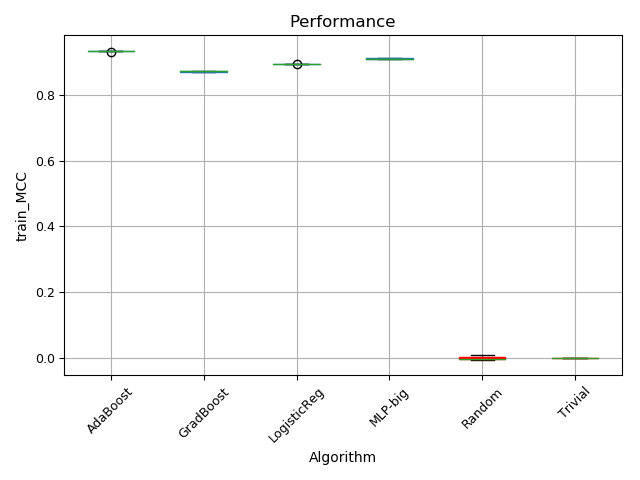 Performance
train_MCC
0.8
0.6
0.4
0.2
0.0
AdaBoost
GradBoost
LogisticReg
MLP-big
Random
Trivial
Algorithm